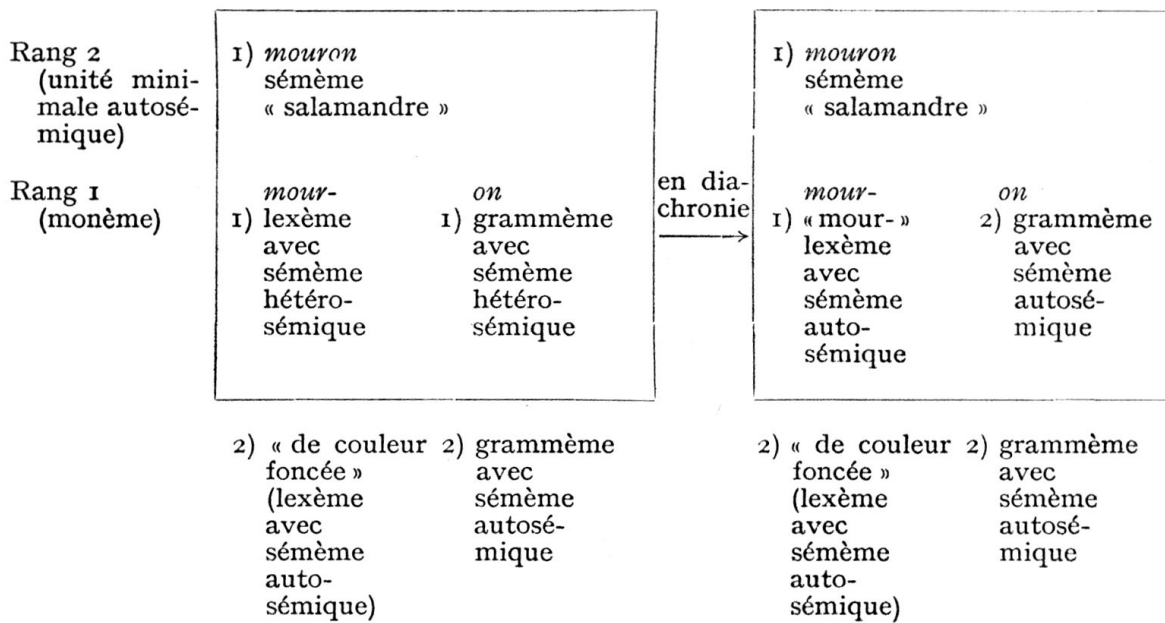 Rang 2
(unité mini-
male autosé-
mique)
1) mouron
sémème
« salamandre »
1) mouron
sémème
« salamandre »
Rang 1
(monème)
mour-
1) lexème
avec
sémème
hétéro-
sémique
on
1) grammème
avec
sémème
hétéro-
sémique
en dia-
chronie
mour-
1) « mour- »
lexème
avec
sémème
auto-
sémique
on
2) grammème
avec
sémème
autosé-
mique
2) « de couleur
foncée »
(lexème
avec
sémème
auto-
sémique)
2) grammème
avec
sémème
autosé-
mique
2) « de couleur
foncée »
(lexème
avec
sémème
auto-
sémique)
2) grammème
avec
sémème
autosé-
mique